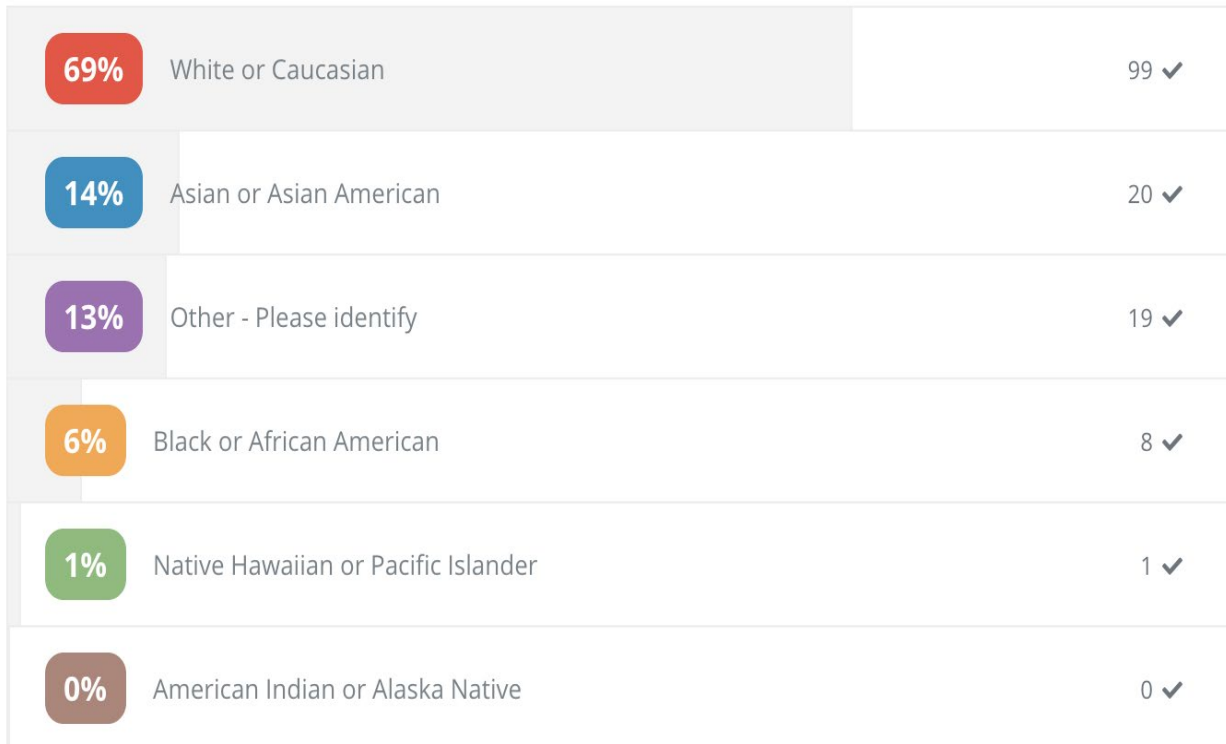 69% White or Caucasian 99
14% Asian or Asian American 20
13% Other - Please identify 19
6% Black or African American 8
1% Native Hawaiian or Pacific Islander 1
0% American Indian or Alaska Native 0